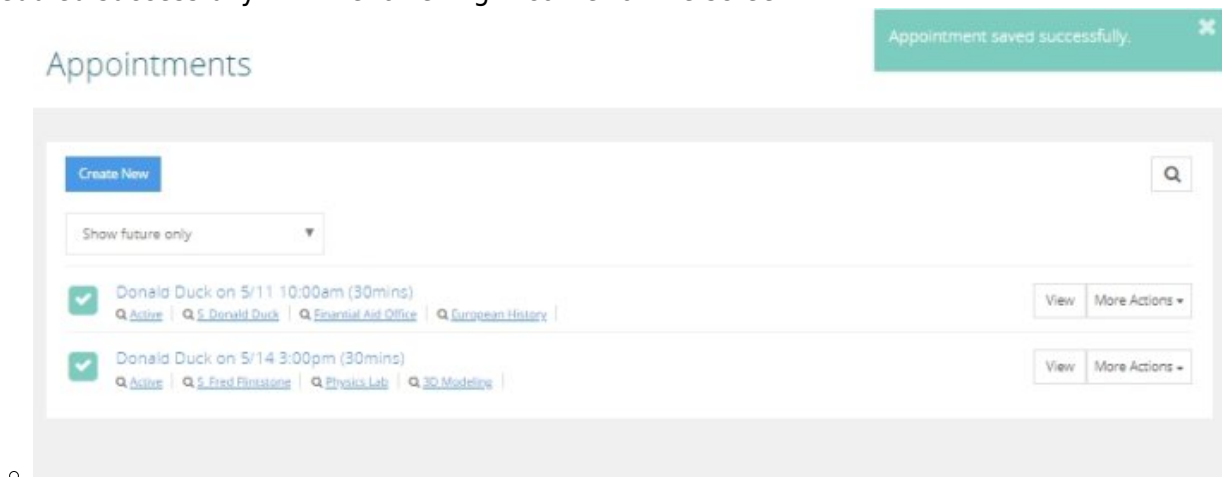 Appointment saved successfully.
Appointments
Create New
Show future only
Donald Duck on 5/11 10:00am (30mins)
Active S. Donald Duck Finantial Aid Office European History
View More Actions
Donald Duck on 5/14 3:00pm (30mins)
Active S. Fred Flintstone Physics Lab 3D Modeling
View More Actions